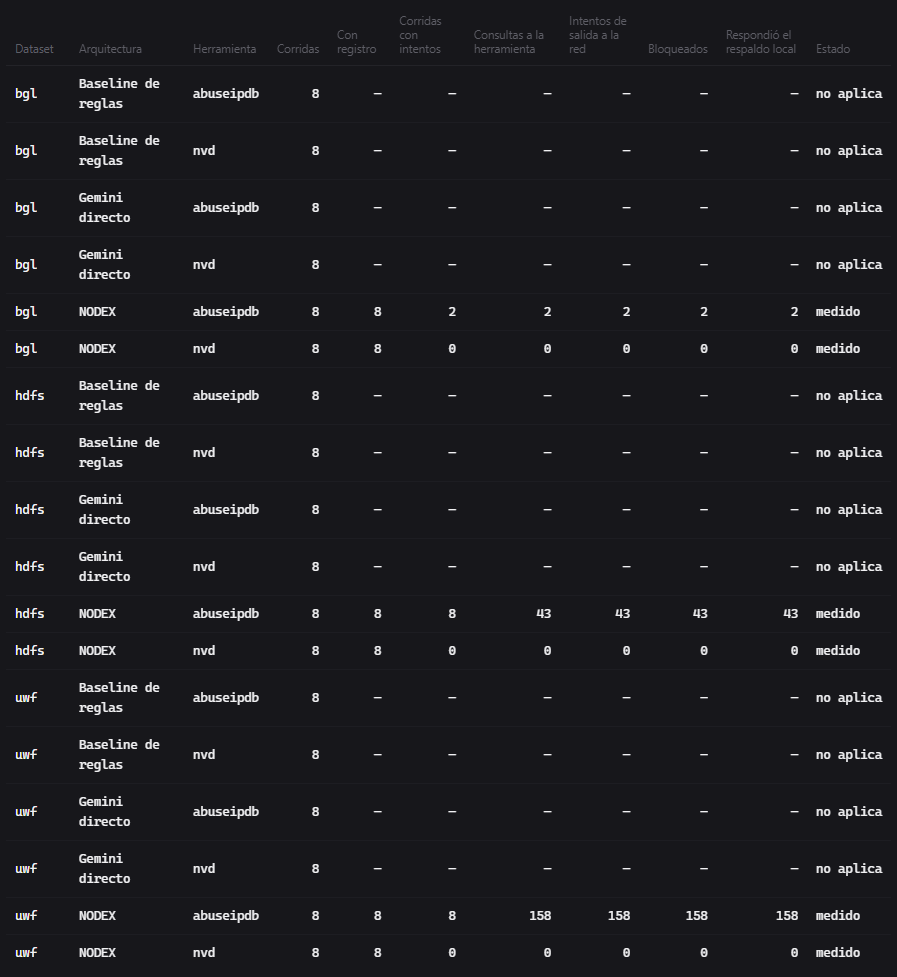 Dataset Arquitectura Herramienta Corridas Con registro Corridas con intentos Consultas a la herramienta Intentos de salida a la red Bloqueados Respondió el respaldo local Estado
bgl Baseline de reglas abuseipdb 8 — — — — — — no aplica
bgl Baseline de reglas nvd 8 — — — — — — no aplica
bgl Gemini directo abuseipdb 8 — — — — — — no aplica
bgl Gemini directo nvd 8 — — — — — — no aplica
bgl NODEX abuseipdb 8 8 2 2 2 2 2 medido
bgl NODEX nvd 8 8 0 0 0 0 0 medido
hdfs Baseline de reglas abuseipdb 8 — — — — — — no aplica
hdfs Baseline de reglas nvd 8 — — — — — — no aplica
hdfs Gemini directo abuseipdb 8 — — — — — — no aplica
hdfs Gemini directo nvd 8 — — — — — — no aplica
hdfs NODEX abuseipdb 8 8 8 43 43 43 43 medido
hdfs NODEX nvd 8 8 0 0 0 0 0 medido
uwf Baseline de reglas abuseipdb 8 — — — — — — no aplica
uwf Baseline de reglas nvd 8 — — — — — — no aplica
uwf Gemini directo abuseipdb 8 — — — — — — no aplica
uwf Gemini directo nvd 8 — — — — — — no aplica
uwf NODEX abuseipdb 8 8 8 158 158 158 158 medido
uwf NODEX nvd 8 8 0 0 0 0 0 medido